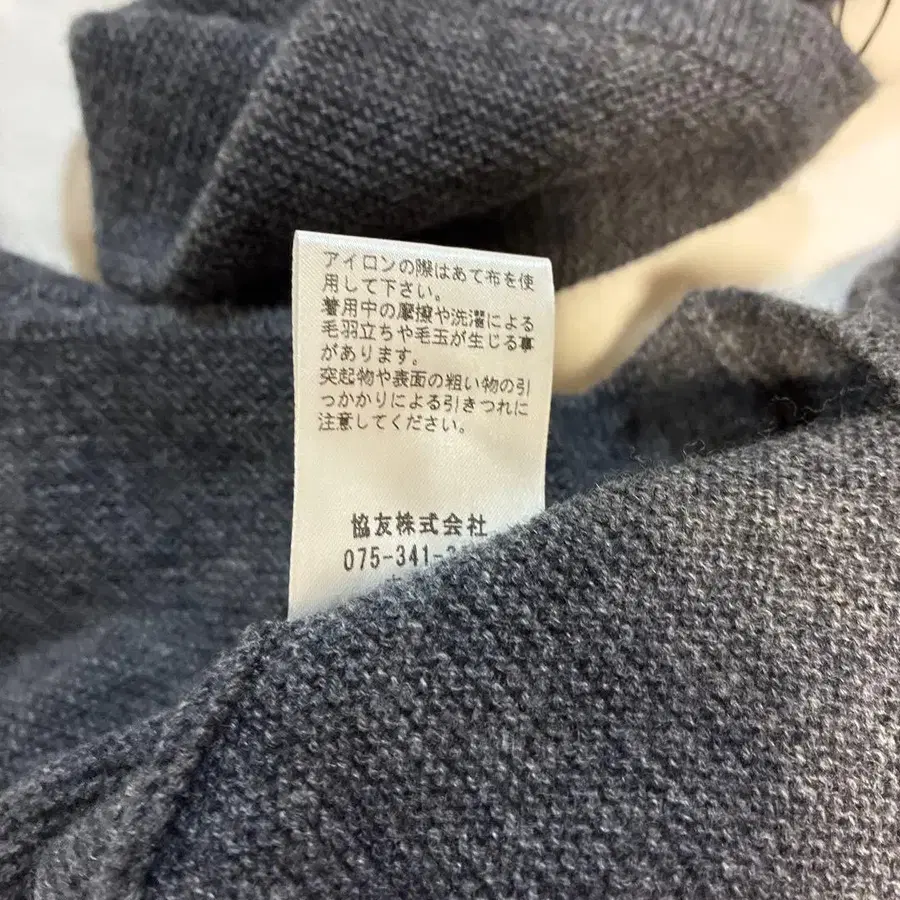 アイロンの際はあて布を使
用して下さい。
着用中の摩擦や洗濯による
毛羽立ちや毛玉が生じる事
があります。
突起物や表面の粗い物の引
っかかりによる引きつれに
注意してください。
協友株式会社
075-341-3